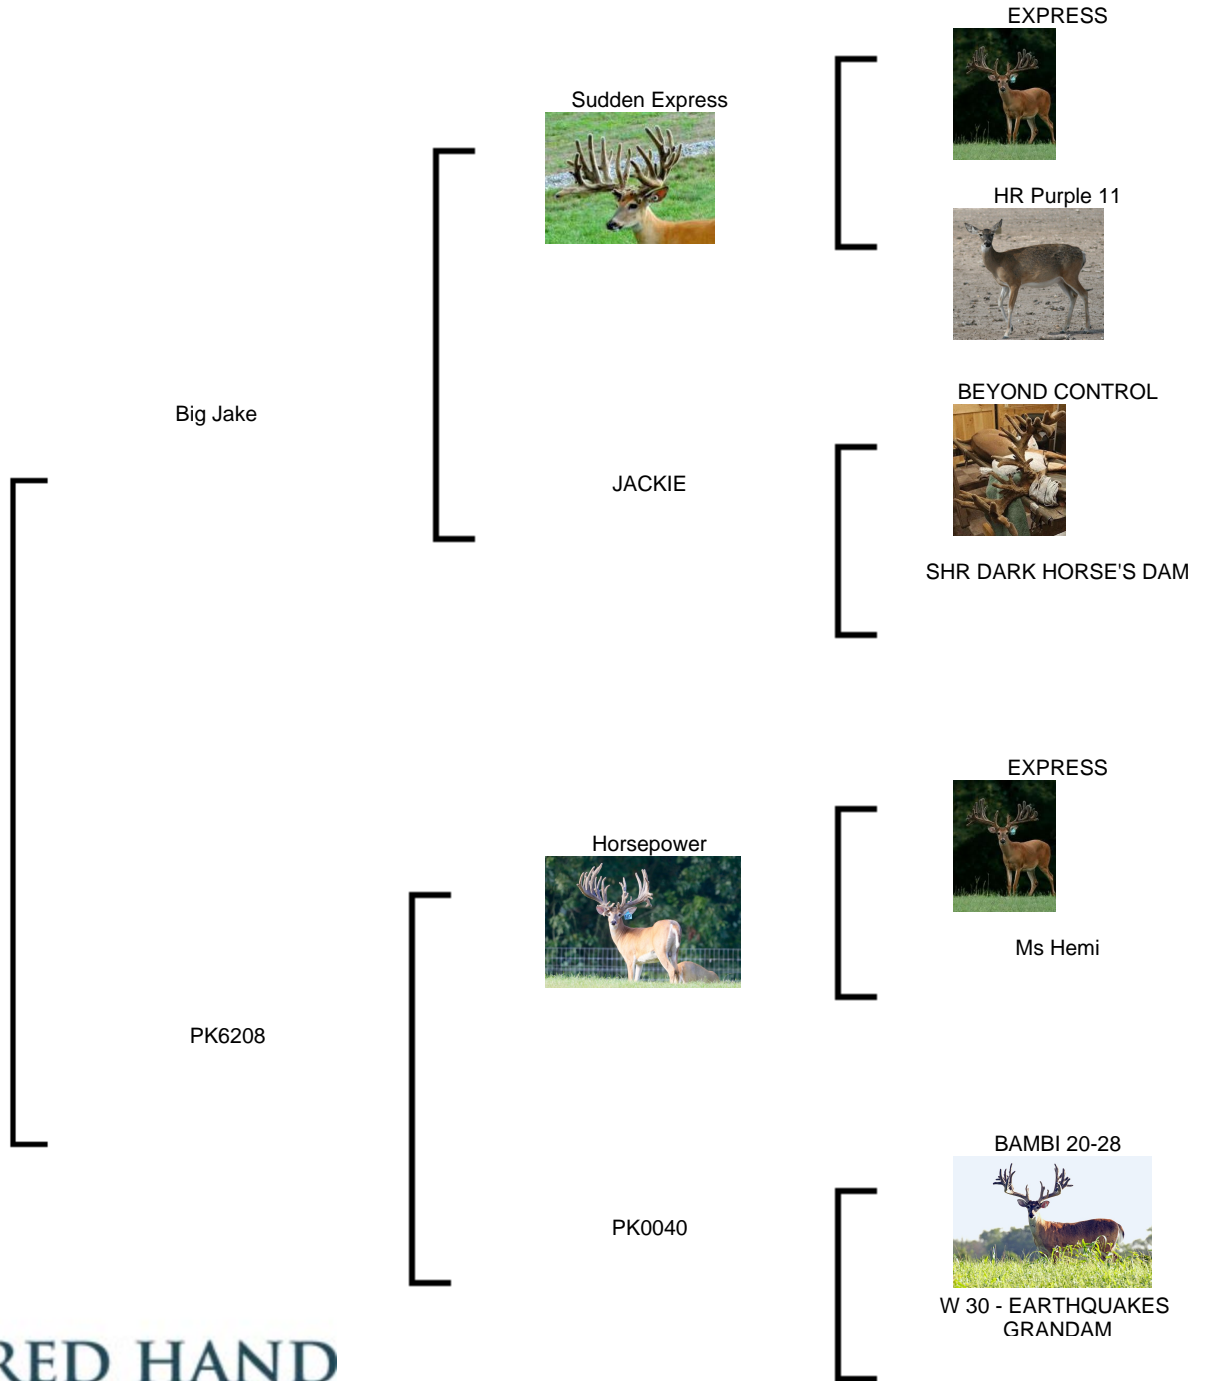 EXPRESS
Sudden Express
HR Purple 11
BEYOND CONTROL
Big Jake
JACKIE
SHR DARK HORSE'S DAM
EXPRESS
Horsepower
Ms Hemi
PK6208
BAMBI 20-28
PK0040
W 30 - EARTHQUAKES
GRANDAM
RED HAND